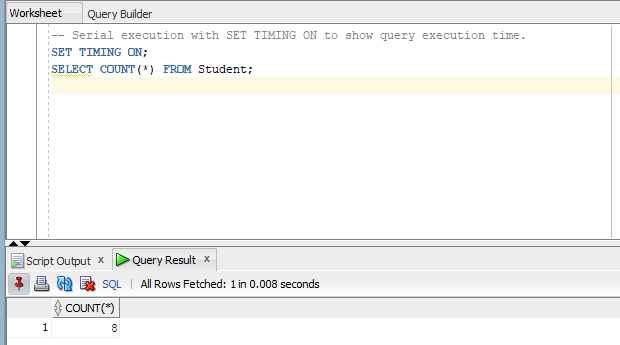 Worksheet Query Builder
-- Serial execution with SET TIMING ON to show query execution time.
SET TIMING ON;
SELECT COUNT(*) FROM Student;
Script Output x Query Result x
SQL | All Rows Fetched: 1 in 0.008 seconds
COUNT(*)
1 8